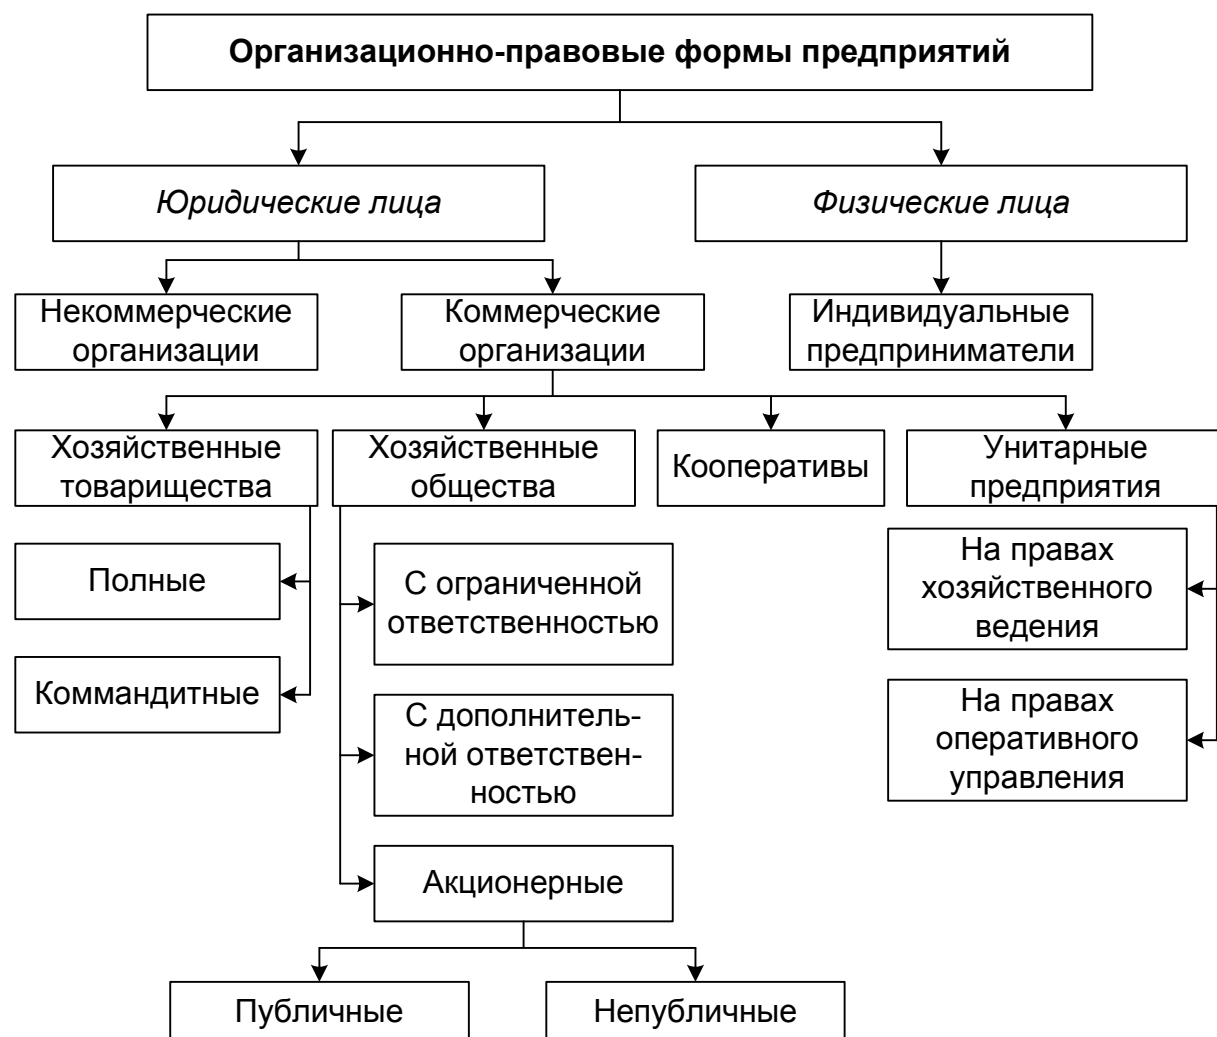 Организационно-правовые формы предприятий
Юридические лица
Физические лица
Некоммерческие
организации
Коммерческие
организации
Индивидуальные
предприниматели
Хозяйственные
товарищества
Хозяйственные
общества
Кооперативы
Унитарные
предприятия
Полные
Коммандитные
С ограниченной
ответственностью
С дополнитель-
ной ответствен-
ностью
Акционерные
На правах
хозяйственного
ведения
На правах
оперативного
управления
Публичные
Непубличные